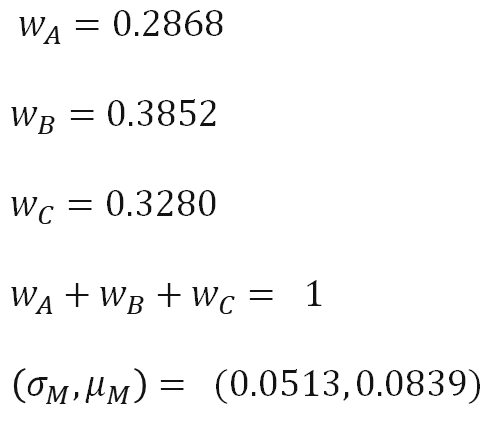 w_A = 0.2868
w_B = 0.3852
w_C = 0.3280
w_A + w_B + w_C = 1
(σ_M, μ_M) = (0.0513, 0.0839)